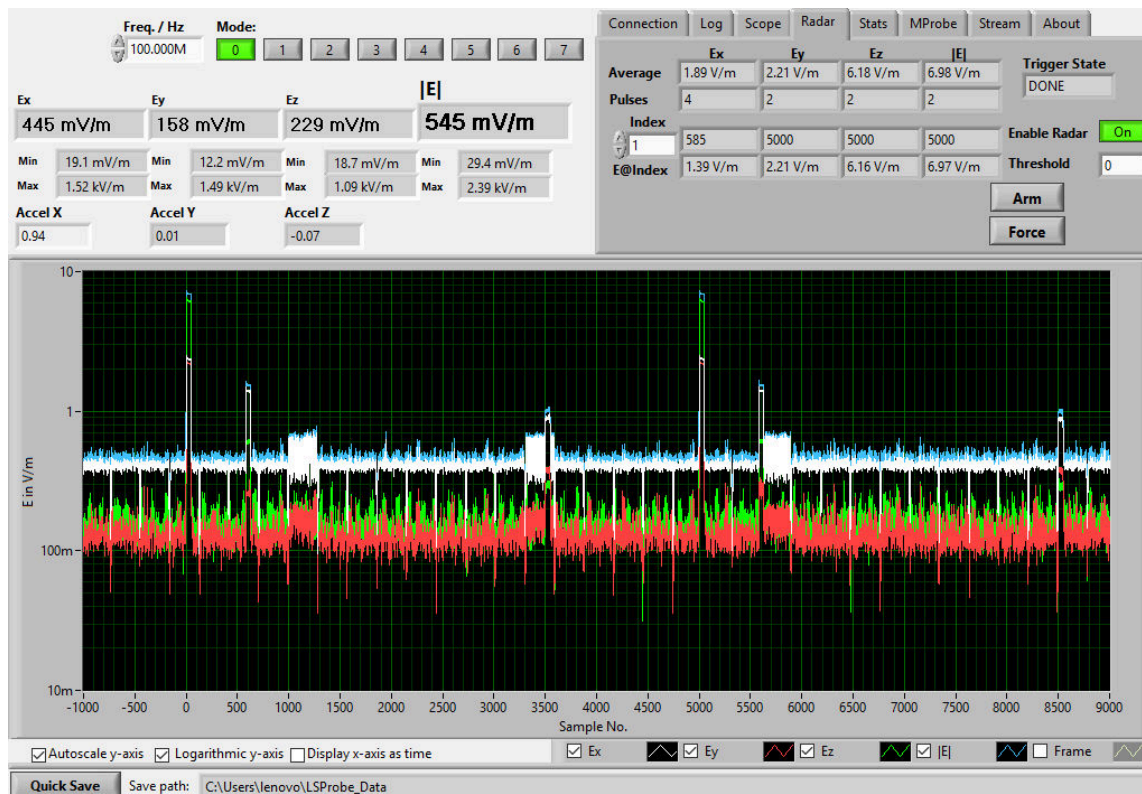 Freq. / Hz Mode:
100.000M 0 1 2 3 4 5 6 7
Ex Ey Ez |E|
445 mV/m 158 mV/m 229 mV/m 545 mV/m
Min 19.1 mV/m Min 12.2 mV/m Min 18.7 mV/m Min 29.4 mV/m
Max 1.52 kV/m Max 1.49 kV/m Max 1.09 kV/m Max 2.39 kV/m
Accel X Accel Y Accel Z
0.94 0.01 -0.07
Connection Log Scope Radar Stats MProbe Stream About
Ex Ey Ez |E| Trigger State
Average 1.89 V/m 2.21 V/m 6.18 V/m 6.98 V/m DONE
Pulses 4 2 2 2
Index
1 585 5000 5000 5000 Enable Radar On
E@Index 1.39 V/m 2.21 V/m 6.16 V/m 6.97 V/m Threshold 0
Arm
Force
E in V/m
10
1
100m
10m
-1000 -500 0 500 1000 1500 2000 2500 3000 3500 4000 4500 5000 5500 6000 6500 7000 7500 8000 8500 9000
Sample No.
Autoscale y-axis Logarithmic y-axis Display x-axis as time Ex Ey Ez |E| Frame
Quick Save Save path: C:\Users\lenovo\LSProbe_Data